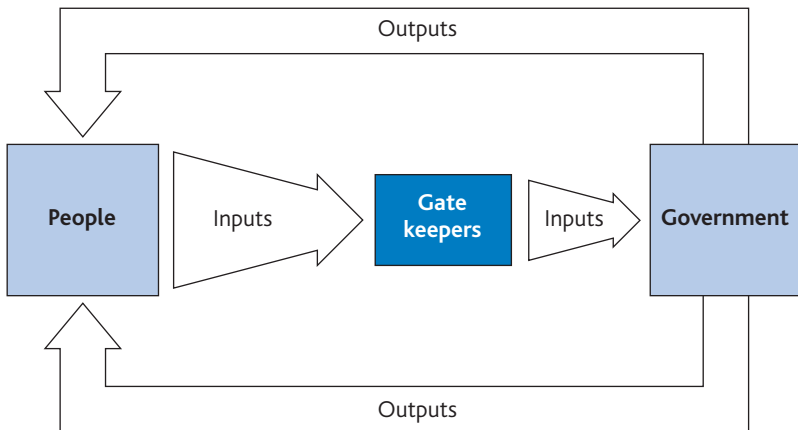 Outputs
People
Inputs
Gate
keepers
Inputs
Government
Outputs